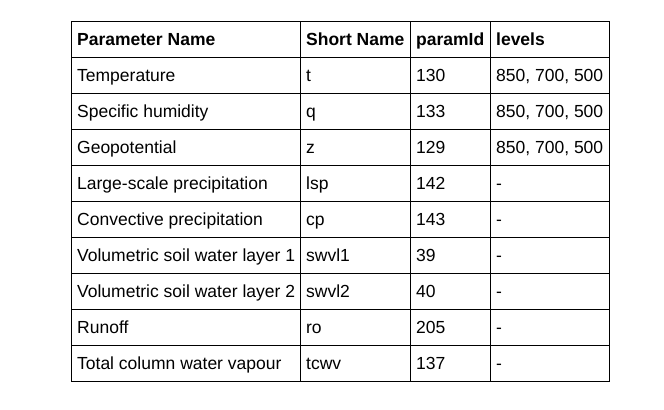 Parameter Name Short Name paramId levels
Temperature t 130 850, 700, 500
Specific humidity q 133 850, 700, 500
Geopotential z 129 850, 700, 500
Large-scale precipitation lsp 142 -
Convective precipitation cp 143 -
Volumetric soil water layer 1 swvl1 39 -
Volumetric soil water layer 2 swvl2 40 -
Runoff ro 205 -
Total column water vapour tcwv 137 -